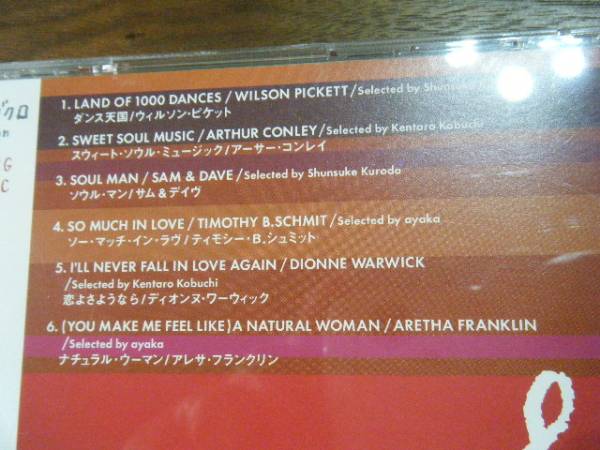 1. LAND OF 1000 DANCES/WILSON PICKETT/Selected by Shunsuke
ダンス天国/ウィルソン・ピケット
2. SWEET SOUL MUSIC/ARTHUR CONLEY/Selected by Kentaro Kobuchi
スウィート・ソウル・ミュージック/アーサー・コンレイ
3. SOUL MAN/SAM & DAVE/Selected by Shunsuke Kuroda
ソウル・マン/サム&デイヴ
4. SO MUCH IN LOVE/TIMOTHY B.SCHMIT/Selected by ayaka
ソー・マッチ・イン・ラヴ/ティモシー・B.シュミット
5. I'LL NEVER FALL IN LOVE AGAIN/DIONNE WARWICK
/Selected by Kentaro Kobuchi
恋よさようなら/ディオンヌ・ワーウィック
6. (YOU MAKE ME FEEL LIKE)A NATURAL WOMAN/ARETHA FRANKLIN
/Selected by ayaka
ナチュラル・ウーマン/アレサ・フランクリン
クロ
G
C